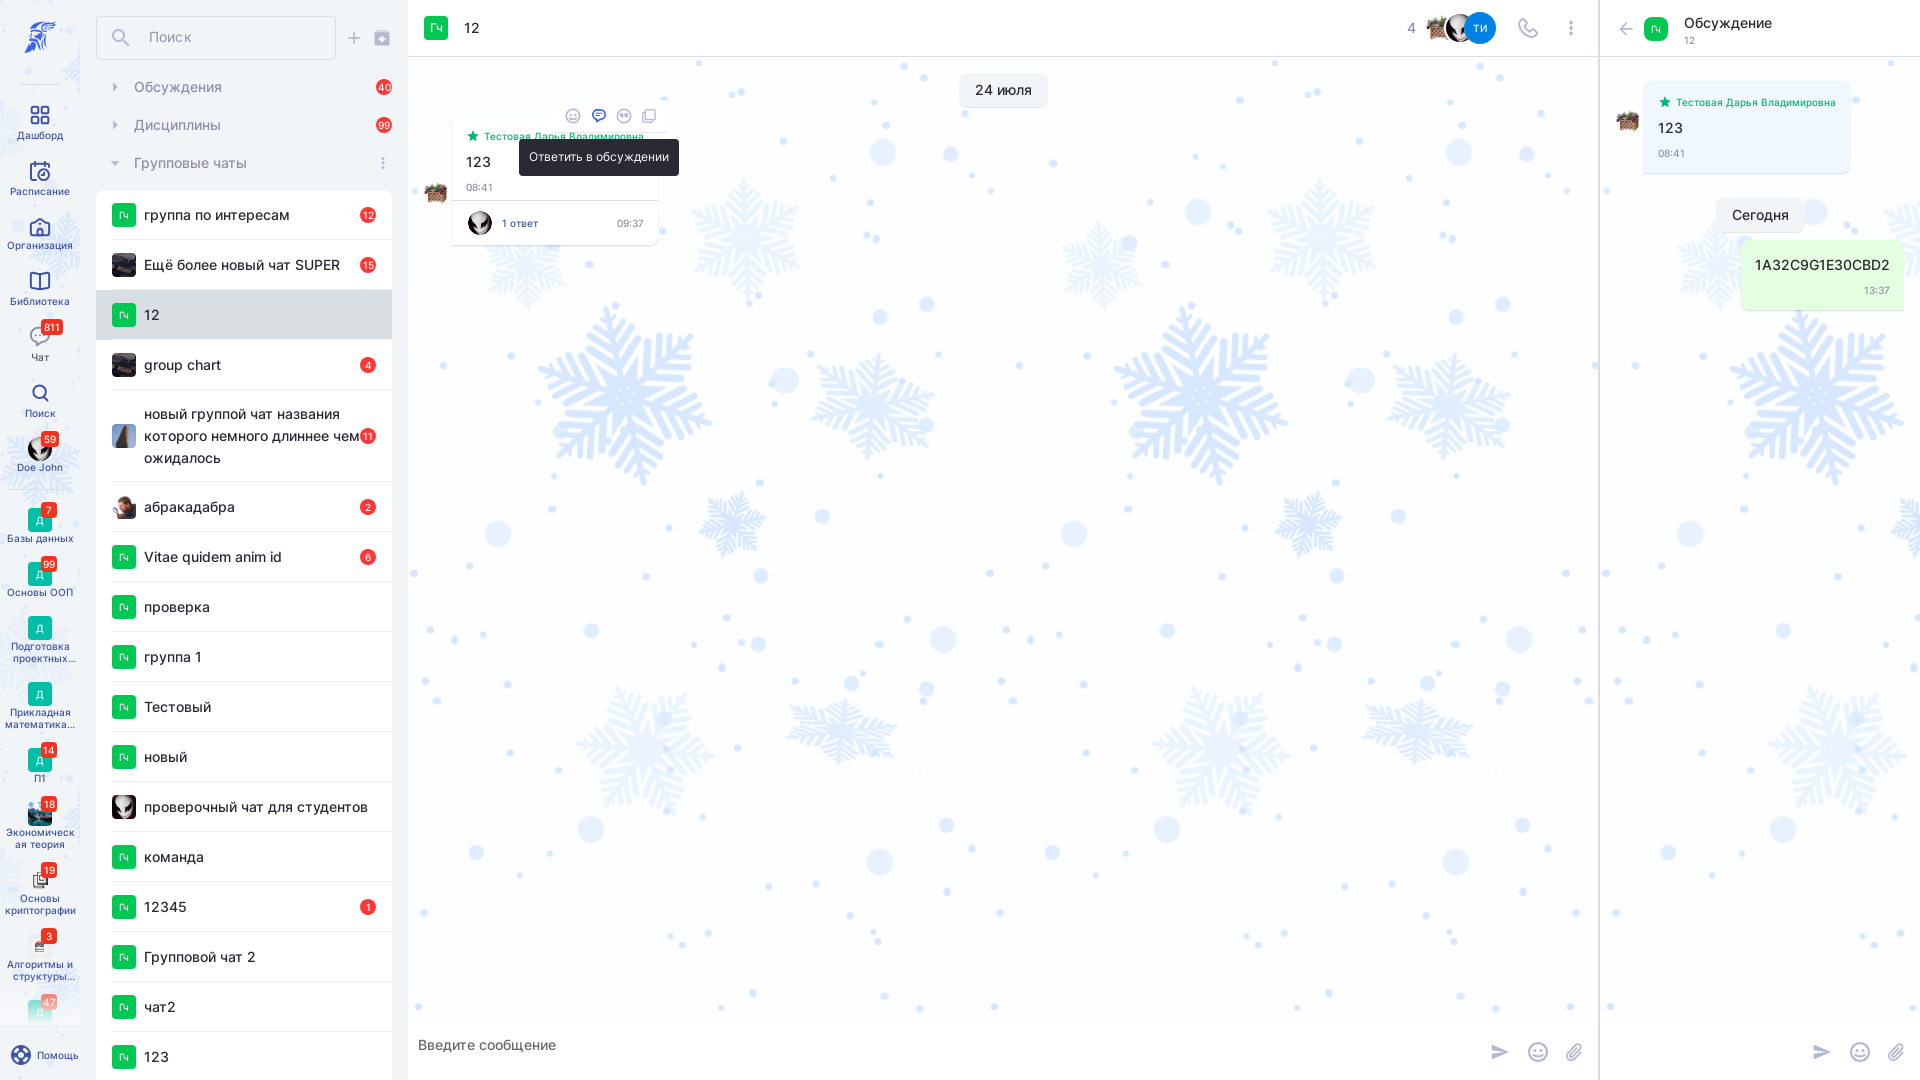 Дашборд
Расписание
Организация
Библиотека
811
Чат
Поиск
59
Doe John
7
Д
Базы данных
99
Д
Основы ООП
Д
Подготовка
проектных...
Д
Прикладная
математика...
14
Д
П1
18
Экономическ
ая теория
19
Основы
криптографии
3
Алгоритмы и
структуры...
47
Д
Помощь
Поиск
Обсуждения
40
Дисциплины
99
Групповые чаты
Гч
группа по интересам
12
Ещё более новый чат SUPER
15
Гч
12
group chart
4
новый группой чат названия
которого немного длиннее чем
ожидалось
11
абракадабра
2
Гч
Vitae quidem anim id
6
Гч
проверка
Гч
группа 1
Гч
Тестовый
Гч
новый
проверочный чат для студентов
Гч
команда
Гч
12345
1
Гч
Групповой чат 2
Гч
чат2
Гч
123
Гч
12
4
ТИ
24 июля
Тестовая Дарья Владимировна
Ответить в обсуждении
123
08:41
1 ответ
09:37
Введите сообщение
Гч
Обсуждение
12
Тестовая Дарья Владимировна
123
08:41
Сегодня
1A32C9G1E30CBD2
13:37